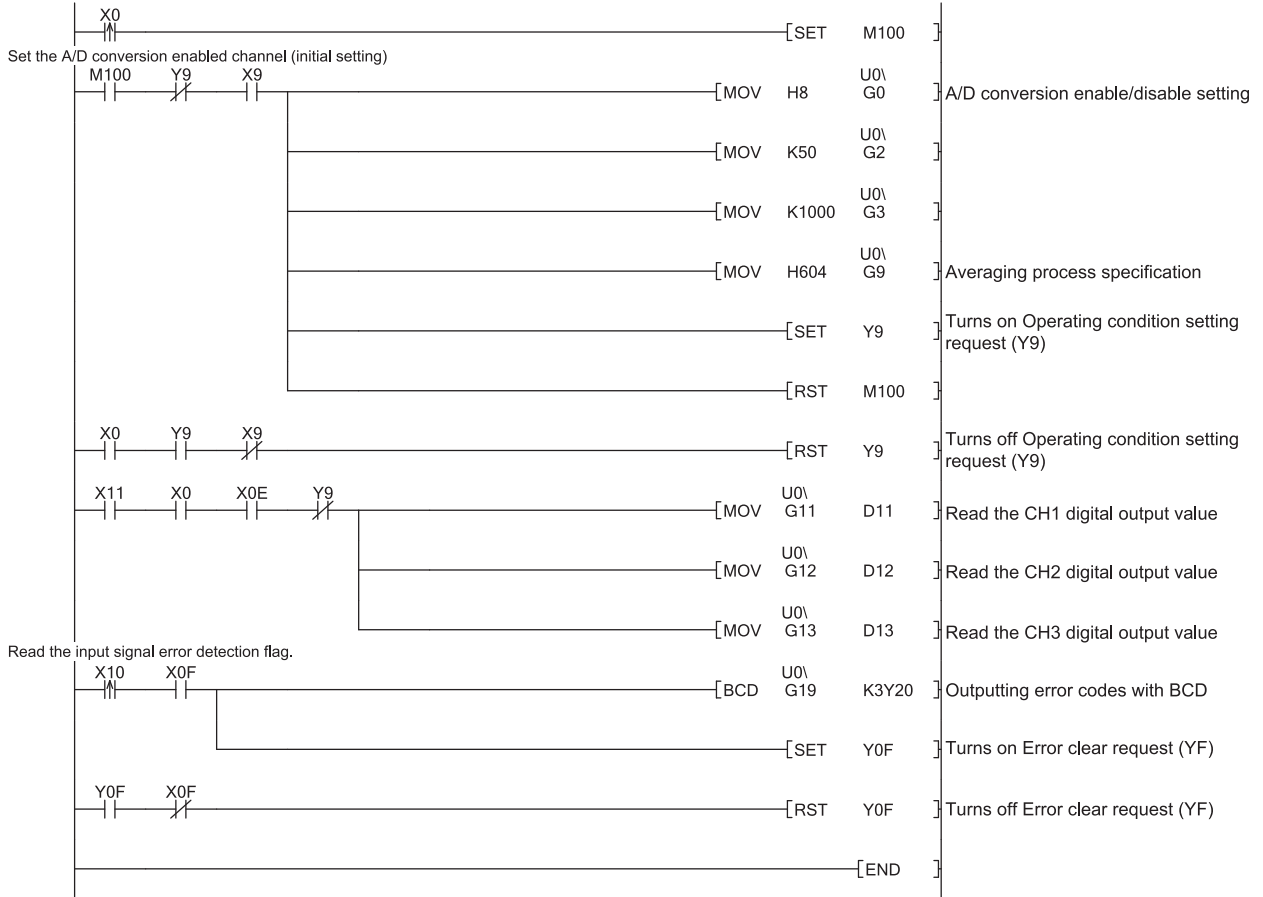 X0
[SET M100 ]
Set the A/D conversion enabled channel (initial setting)
M100 Y9 X9
U0\
[MOV H8 G0 ] A/D conversion enable/disable setting
U0\
[MOV K50 G2 ]
U0\
[MOV K1000 G3 ]
U0\
[MOV H604 G9 ] Averaging process specification
[SET Y9 ] Turns on Operating condition setting
request (Y9)
[RST M100 ]
X0 Y9 X9
[RST Y9 ] Turns off Operating condition setting
request (Y9)
X11 X0 X0E Y9
U0\
[MOV G11 D11 ] Read the CH1 digital output value
U0\
[MOV G12 D12 ] Read the CH2 digital output value
U0\
[MOV G13 D13 ] Read the CH3 digital output value
Read the input signal error detection flag.
X10 X0F
U0\
[BCD G19 K3Y20 ] Outputting error codes with BCD
[SET Y0F ] Turns on Error clear request (YF)
Y0F X0F
[RST Y0F ] Turns off Error clear request (YF)
[END ]